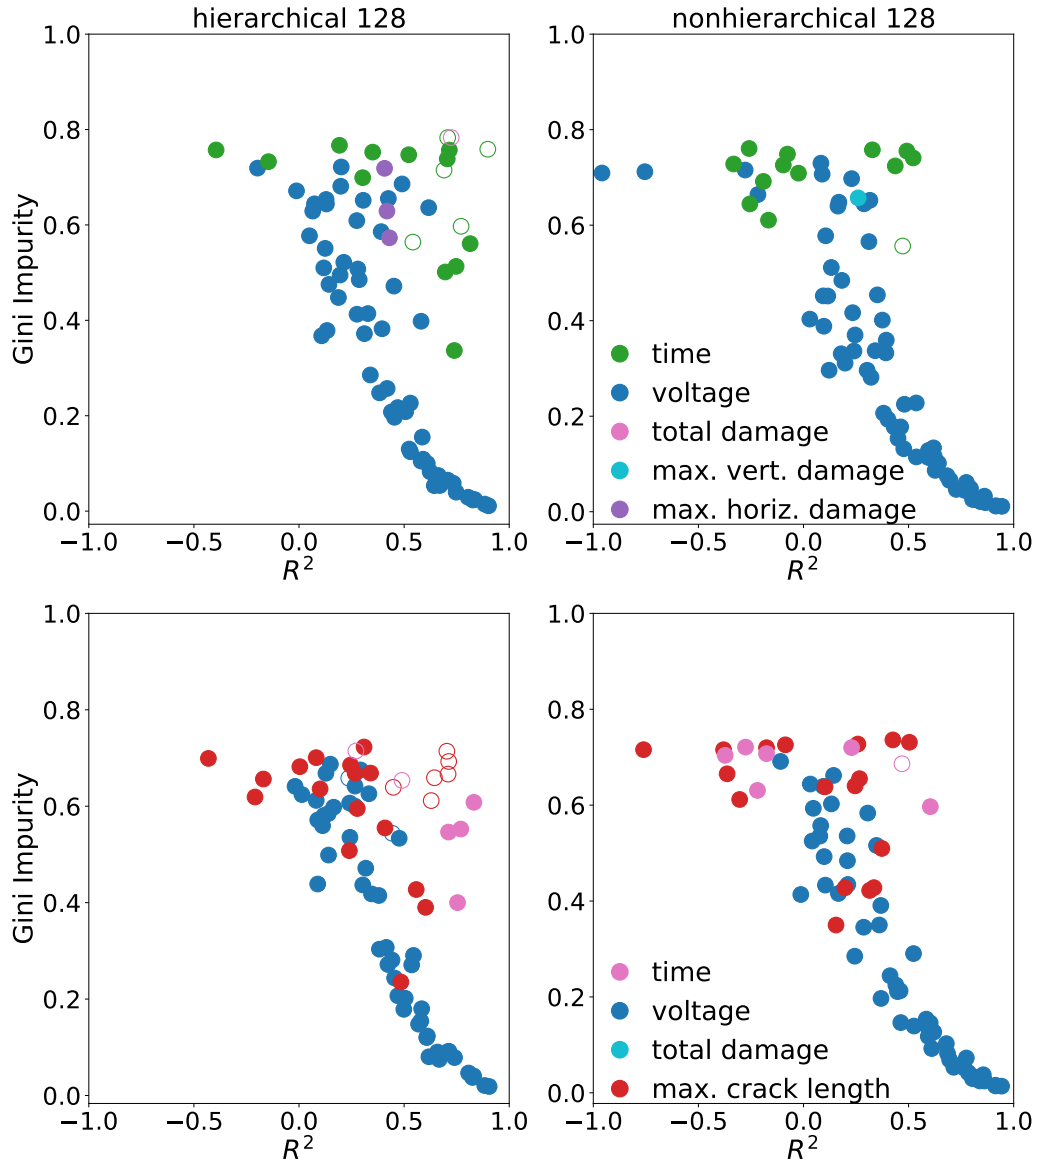 hierarchical 128
nonhierarchical 128
1.0
0.8
0.6
0.4
0.2
0.0
Gini Impurity
−1.0 −0.5 0.0 0.5 1.0
R²
1.0
0.8
0.6
0.4
0.2
0.0
time
voltage
total damage
max. vert. damage
max. horiz. damage
−1.0 −0.5 0.0 0.5 1.0
R²
1.0
0.8
0.6
0.4
0.2
0.0
Gini Impurity
−1.0 −0.5 0.0 0.5 1.0
R²
1.0
0.8
0.6
0.4
0.2
0.0
time
voltage
total damage
max. crack length
−1.0 −0.5 0.0 0.5 1.0
R²